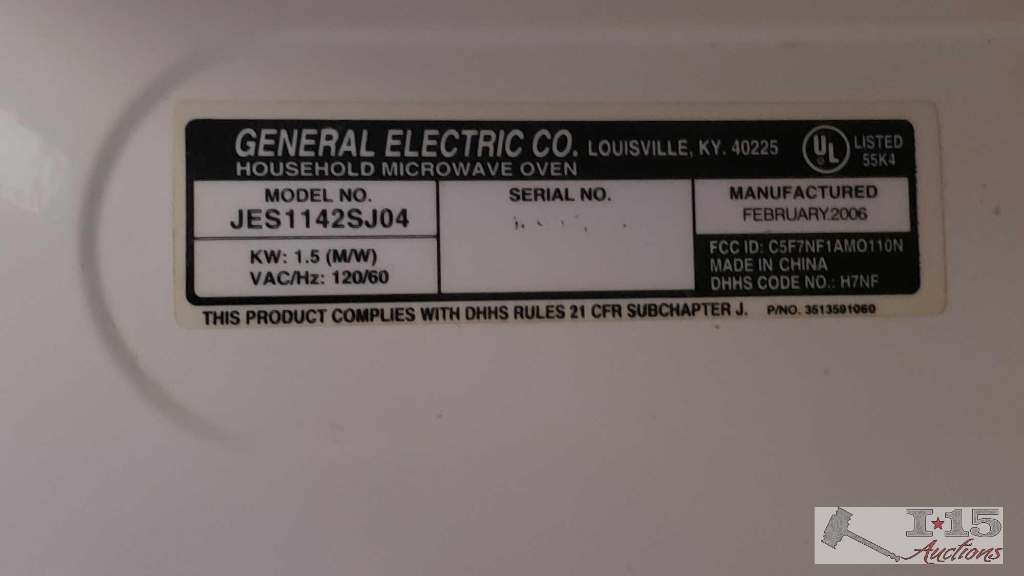 GENERAL ELECTRIC CO. LOUISVILLE, KY. 40225
HOUSEHOLD MICROWAVE OVEN
UL LISTED
55K4
MODEL NO.
JES1142SJ04
KW: 1.5 (M/W)
VAC/Hz: 120/60
SERIAL NO.
MANUFACTURED
FEBRUARY.2006
FCC ID: C5F7NF1AMO110N
MADE IN CHINA
DHHS CODE NO.: H7NF
THIS PRODUCT COMPLIES WITH DHHS RULES 21 CFR SUBCHAPTER J. P/NO. 3513591060
I★15
Auctions